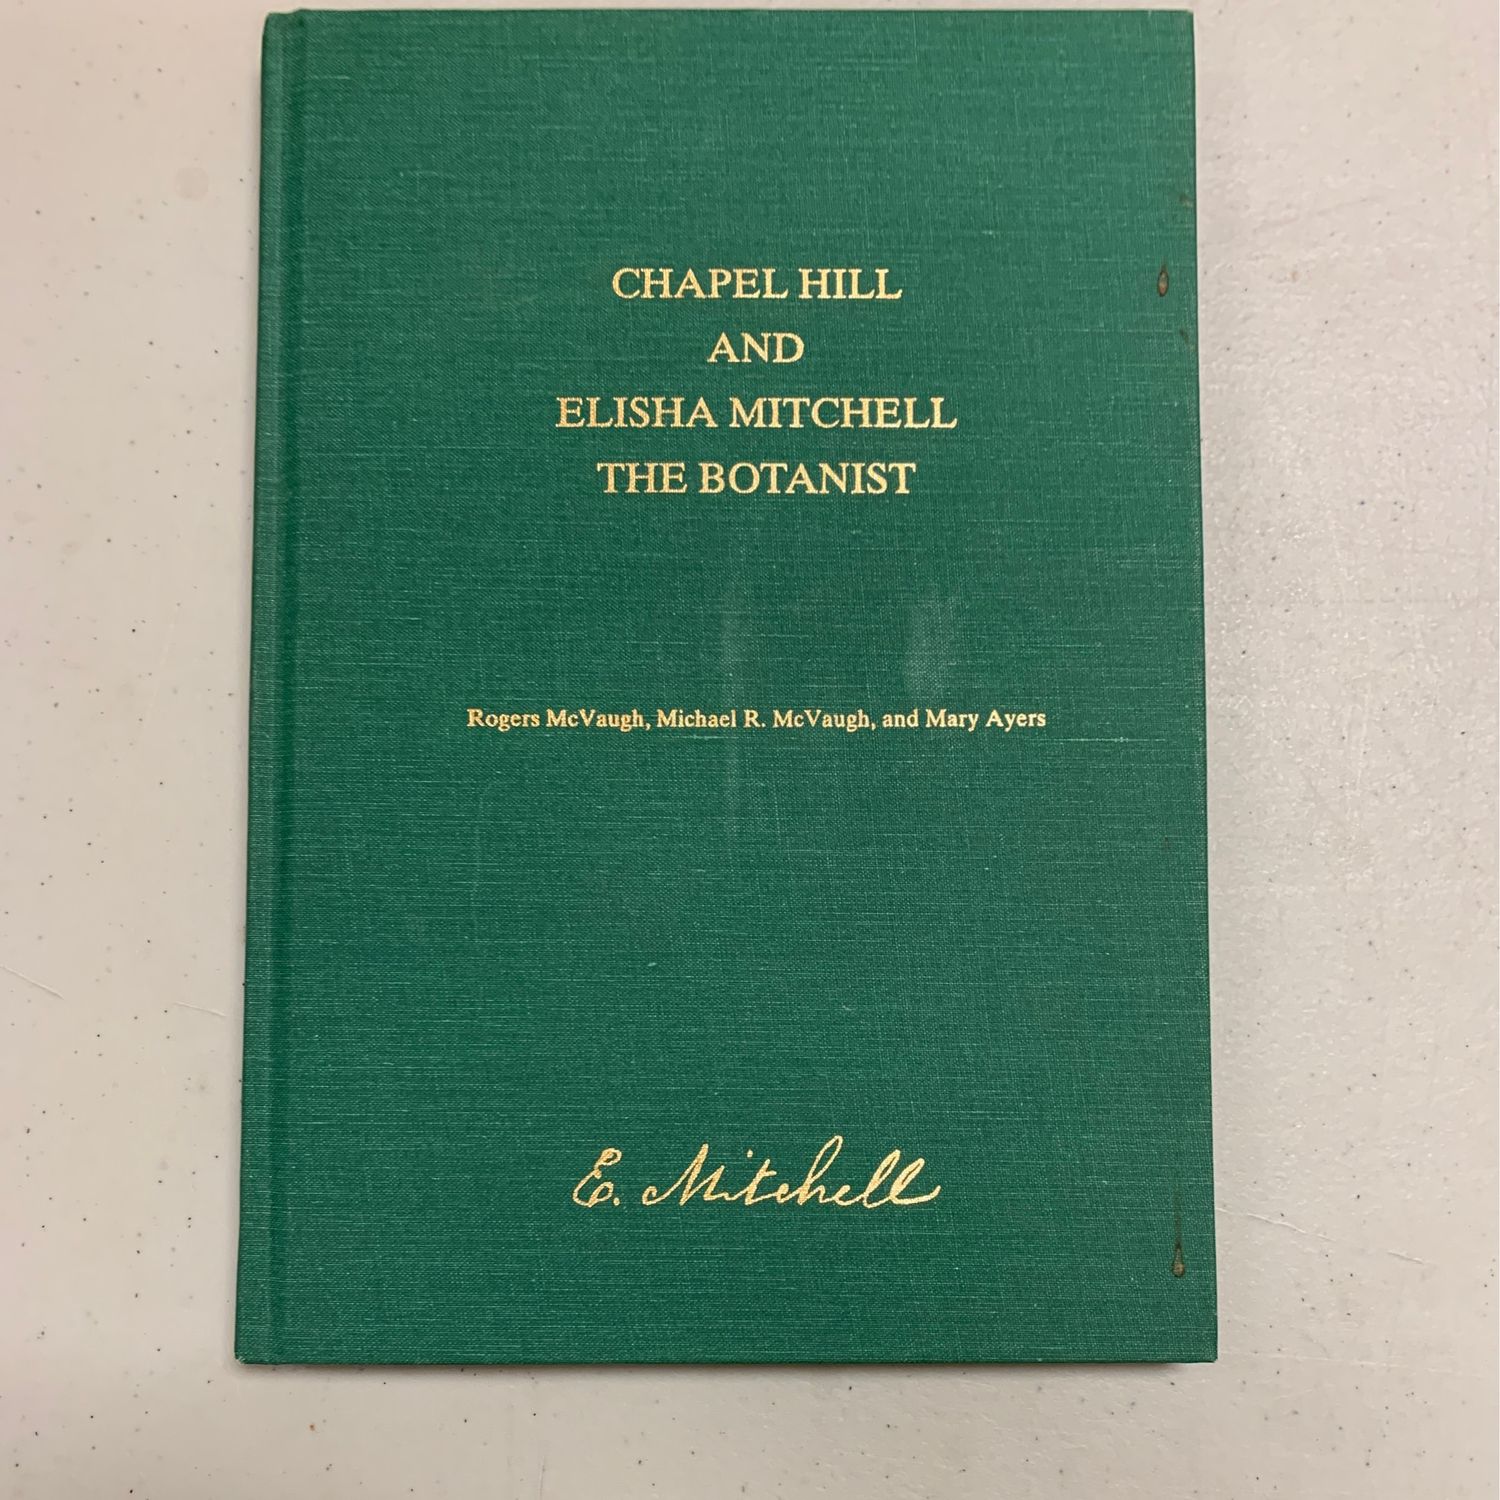 CHAPEL HILL
AND
ELISHA MITCHELL
THE BOTANIST
Rogers McVaugh, Michael R. McVaugh, and Mary Ayers
E. Mitchell